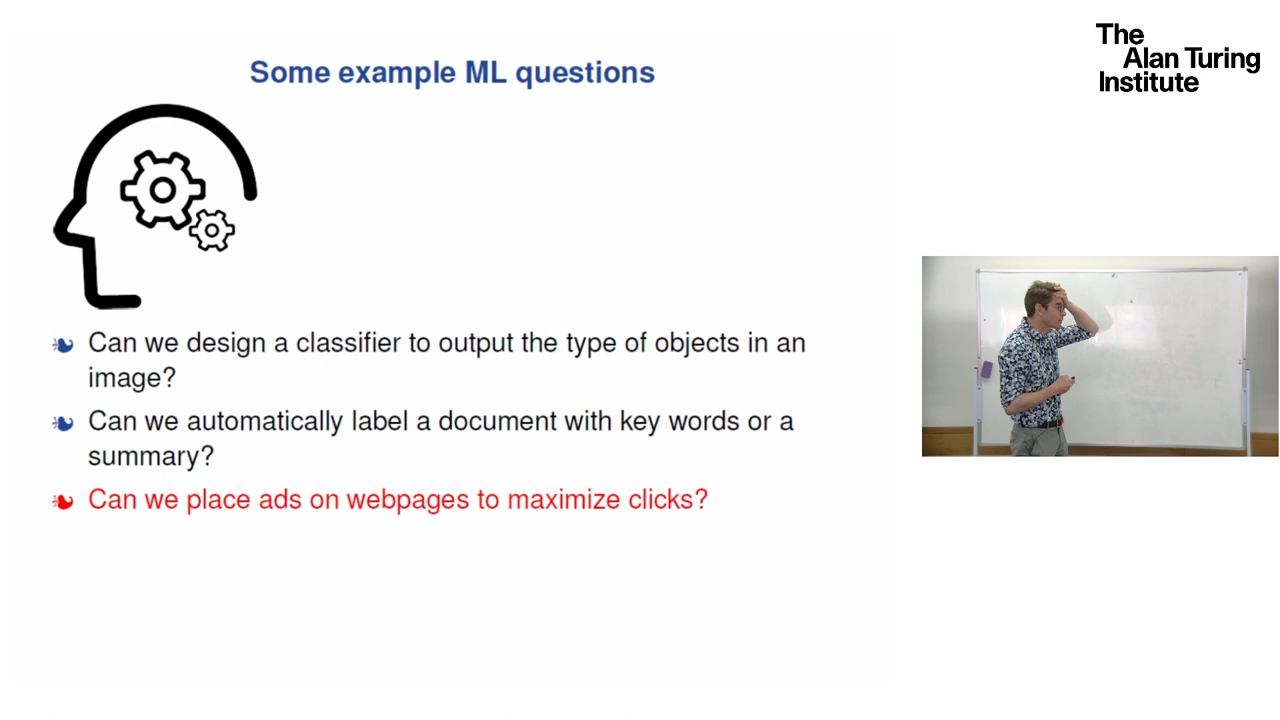 Some example ML questions
The
Alan Turing
Institute
Can we design a classifier to output the type of objects in an
image?
Can we automatically label a document with key words or a
summary?
Can we place ads on webpages to maximize clicks?